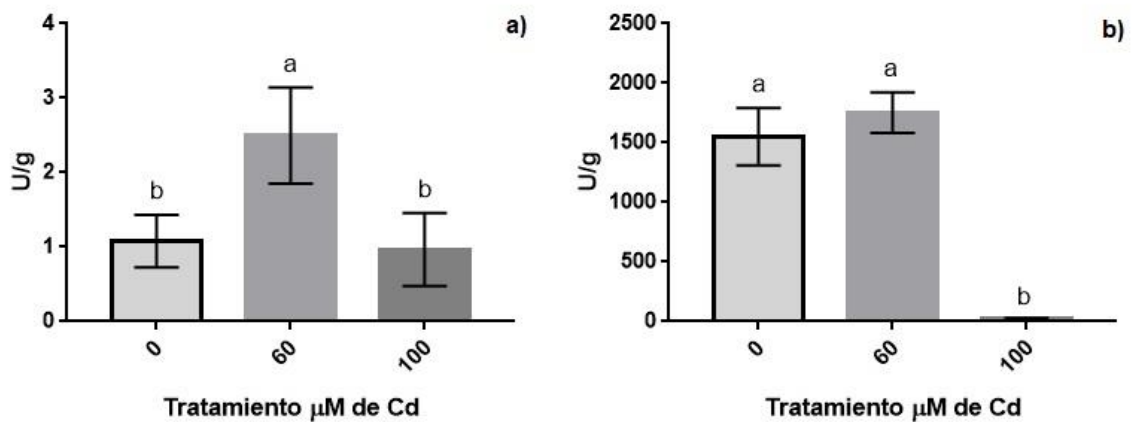 a)
4
3
2
1
0
U/g
b
a
b
0
60
100
Tratamiento µM de Cd
b)
2500
2000
1500
1000
500
0
U/g
a
a
b
0
60
100
Tratamiento µM de Cd